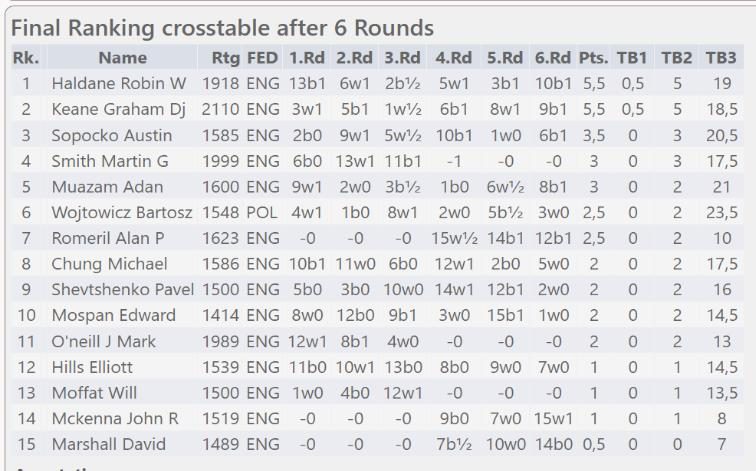 Final Ranking crosstable after 6 Rounds
Rk. Name Rtg FED 1.Rd 2.Rd 3.Rd 4.Rd 5.Rd 6.Rd Pts. TB1 TB2 TB3
1 Haldane Robin W 1918 ENG 13b1 6w1 2b½ 5w1 3b1 10b1 5,5 0,5 5 19
2 Keane Graham Dj 2110 ENG 3w1 5b1 1w½ 6b1 8w1 9b1 5,5 0,5 5 18,5
3 Sopocko Austin 1585 ENG 2b0 9w1 5w½ 10b1 1w0 6b1 3,5 0 3 20,5
4 Smith Martin G 1999 ENG 6b0 13w1 11b1 -1 -0 -0 3 0 3 17,5
5 Muazam Adan 1600 ENG 9w1 2w0 3b½ 1b0 6w½ 8b1 3 0 2 21
6 Wojtowicz Bartosz 1548 POL 4w1 1b0 8w1 2w0 5b½ 3w0 2,5 0 2 23,5
7 Romeril Alan P 1623 ENG -0 -0 -0 15w½ 14b1 12b1 2,5 0 2 10
8 Chung Michael 1586 ENG 10b1 11w0 6b0 12w1 2b0 5w0 2 0 2 17,5
9 Shevtshenko Pavel 1500 ENG 5b0 3b0 10w0 14w1 12b1 2w0 2 0 2 16
10 Mospan Edward 1414 ENG 8w0 12b0 9b1 3w0 15b1 1w0 2 0 2 14,5
11 O'neill J Mark 1989 ENG 12w1 8b1 4w0 -0 -0 -0 2 0 2 13
12 Hills Elliott 1539 ENG 11b0 10w1 13b0 8b0 9w0 7w0 1 0 1 14,5
13 Moffat Will 1500 ENG 1w0 4b0 12w1 -0 -0 -0 1 0 1 13,5
14 Mckenna John R 1519 ENG -0 -0 -0 9b0 7w0 15w1 1 0 1 8
15 Marshall David 1489 ENG -0 -0 -0 7b½ 10w0 14b0 0,5 0 0 7